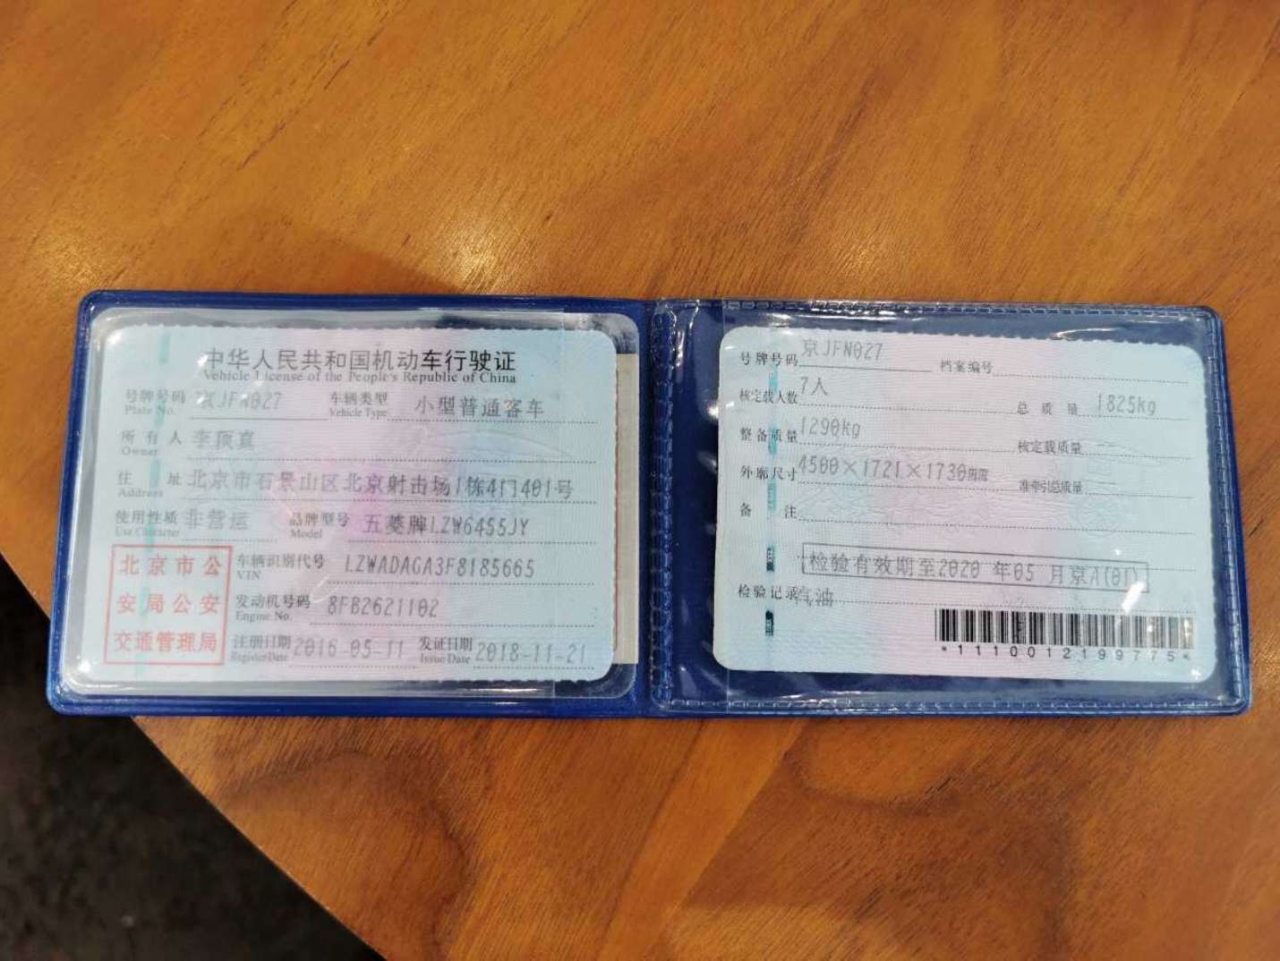 中华人民共和国机动车行驶证
Vehicle License of the People's Republic of China
号牌号码 京JFN027 车辆类型 小型普通客车
Plate No. Vehicle Type
所有人 李
Owner
住址 北京市石景山区北京射击场1栋4门401号
Address
使用性质 非营运 品牌型号 五菱牌LZW6455JY
Use Character Model
北京市公
安局公安
交通管理局
车辆识别代号 LZWADAGA3F8185665
VIN
发动机号码 8FB2621102
Engine No.
注册日期 2016-05-11 发证日期 2018-11-21
Register Date Issue Date
号牌号码 京JFN027 档案编号
核定载人数 7人 总质量 1825kg
整备质量 1290kg 核定载质量
外廓尺寸 4500×1721×1730mm 准牵引总质量
备注
检验有效期至2020年05月京A(01)
检验记录 汽油
*1110012199775*